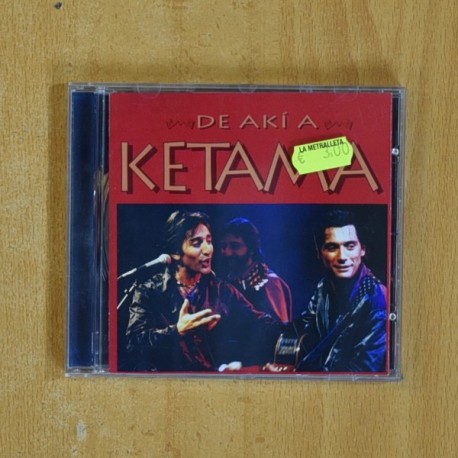 DE AKÍ A
KETAMA
LA METRALLETA
€ 3,00